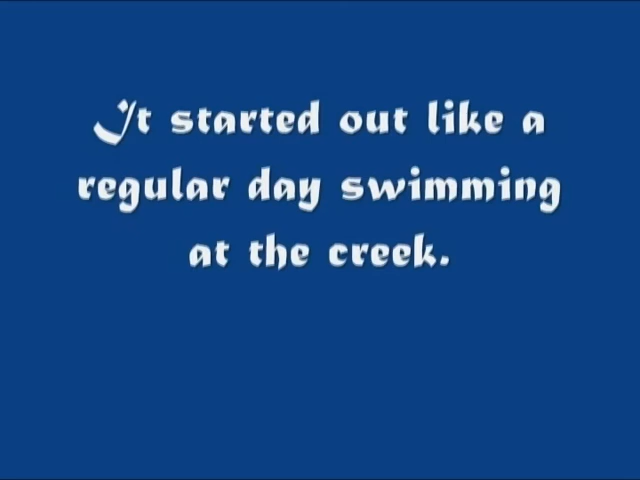 It started out like a
regular day swimming
at the creek.